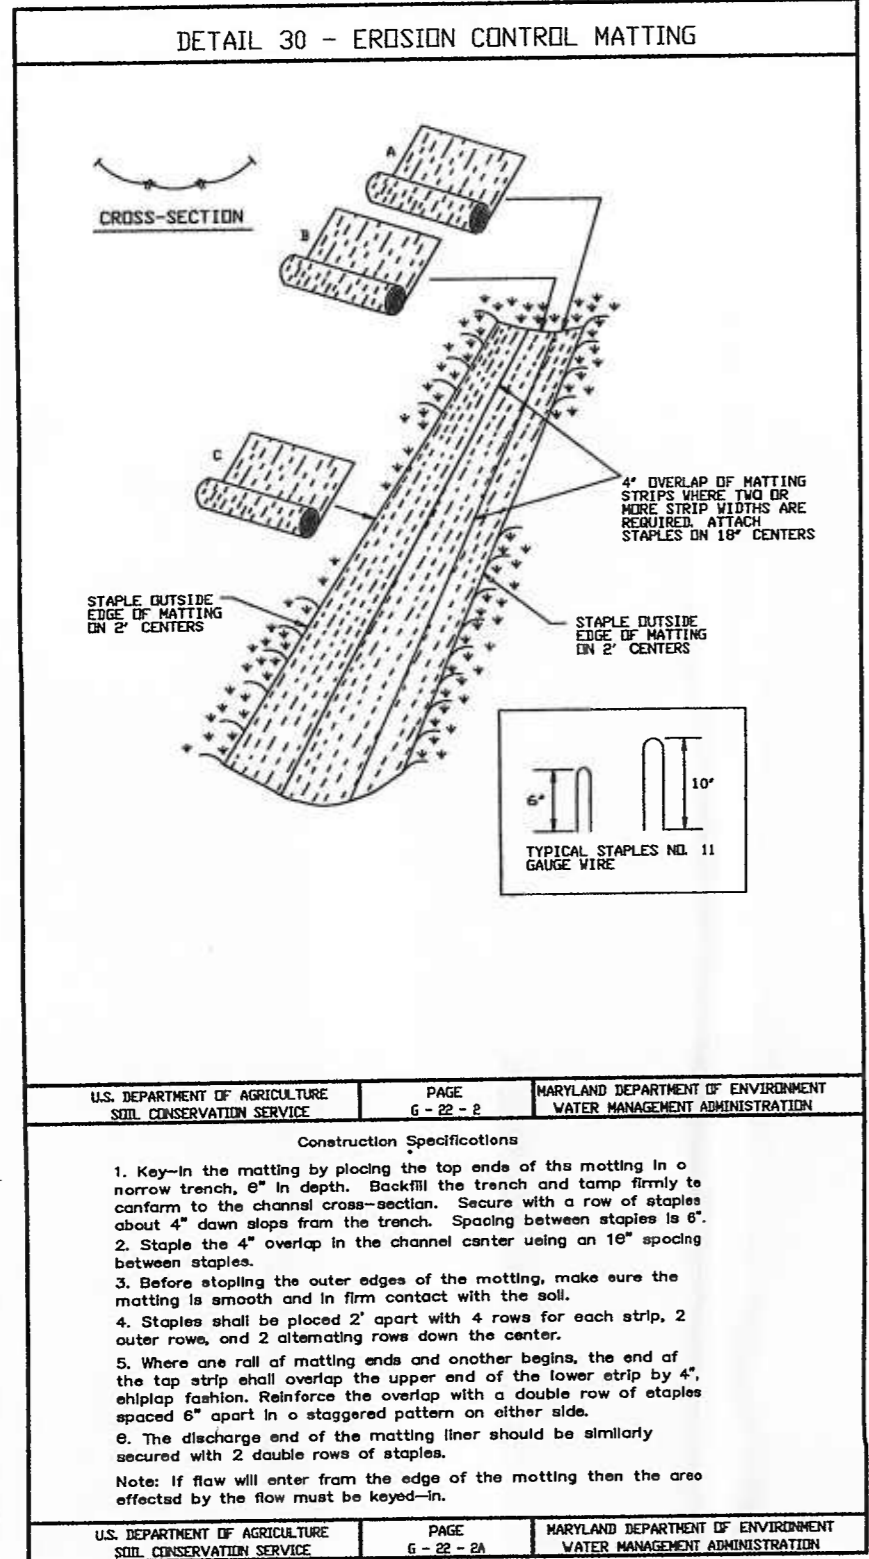 DETAIL 30 - EROSION CONTROL MATTING
CROSS-SECTION
A
B
C
4" OVERLAP OF MATTING
STRIPS WHERE TWO OR
MORE STRIP WIDTHS ARE
REQUIRED. ATTACH
STAPLES ON 18" CENTERS
STAPLE OUTSIDE
EDGE OF MATTING
ON 2' CENTERS
STAPLE OUTSIDE
EDGE OF MATTING
ON 2' CENTERS
6"
10"
TYPICAL STAPLES NO. 11
GAUGE WIRE
U.S. DEPARTMENT OF AGRICULTURE
SOIL CONSERVATION SERVICE
PAGE
G - 22 - 2
MARYLAND DEPARTMENT OF ENVIRONMENT
WATER MANAGEMENT ADMINISTRATION
Construction Specifications
1. Key-in the matting by placing the top ends of the matting in a
narrow trench, 6" in depth. Backfill the trench and tamp firmly to
conform to the channel cross-section. Secure with a row of staples
about 4" down slope from the trench. Spacing between staples is 6".
2. Staple the 4" overlap in the channel center using an 18" spacing
between staples.
3. Before stapling the outer edges of the matting, make sure the
matting is smooth and in firm contact with the soil.
4. Staples shall be placed 2' apart with 4 rows for each strip, 2
outer rows, and 2 alternating rows down the center.
5. Where one roll of matting ends and another begins, the end of
the top strip shall overlap the upper end of the lower strip by 4",
shiplap fashion. Reinforce the overlap with a double row of staples
spaced 6" apart in a staggered pattern on either side.
6. The discharge end of the matting liner should be similarly
secured with 2 double rows of staples.
Note: If flow will enter from the edge of the matting then the area
effected by the flow must be keyed-in.
U.S. DEPARTMENT OF AGRICULTURE
SOIL CONSERVATION SERVICE
PAGE
G - 22 - 2A
MARYLAND DEPARTMENT OF ENVIRONMENT
WATER MANAGEMENT ADMINISTRATION